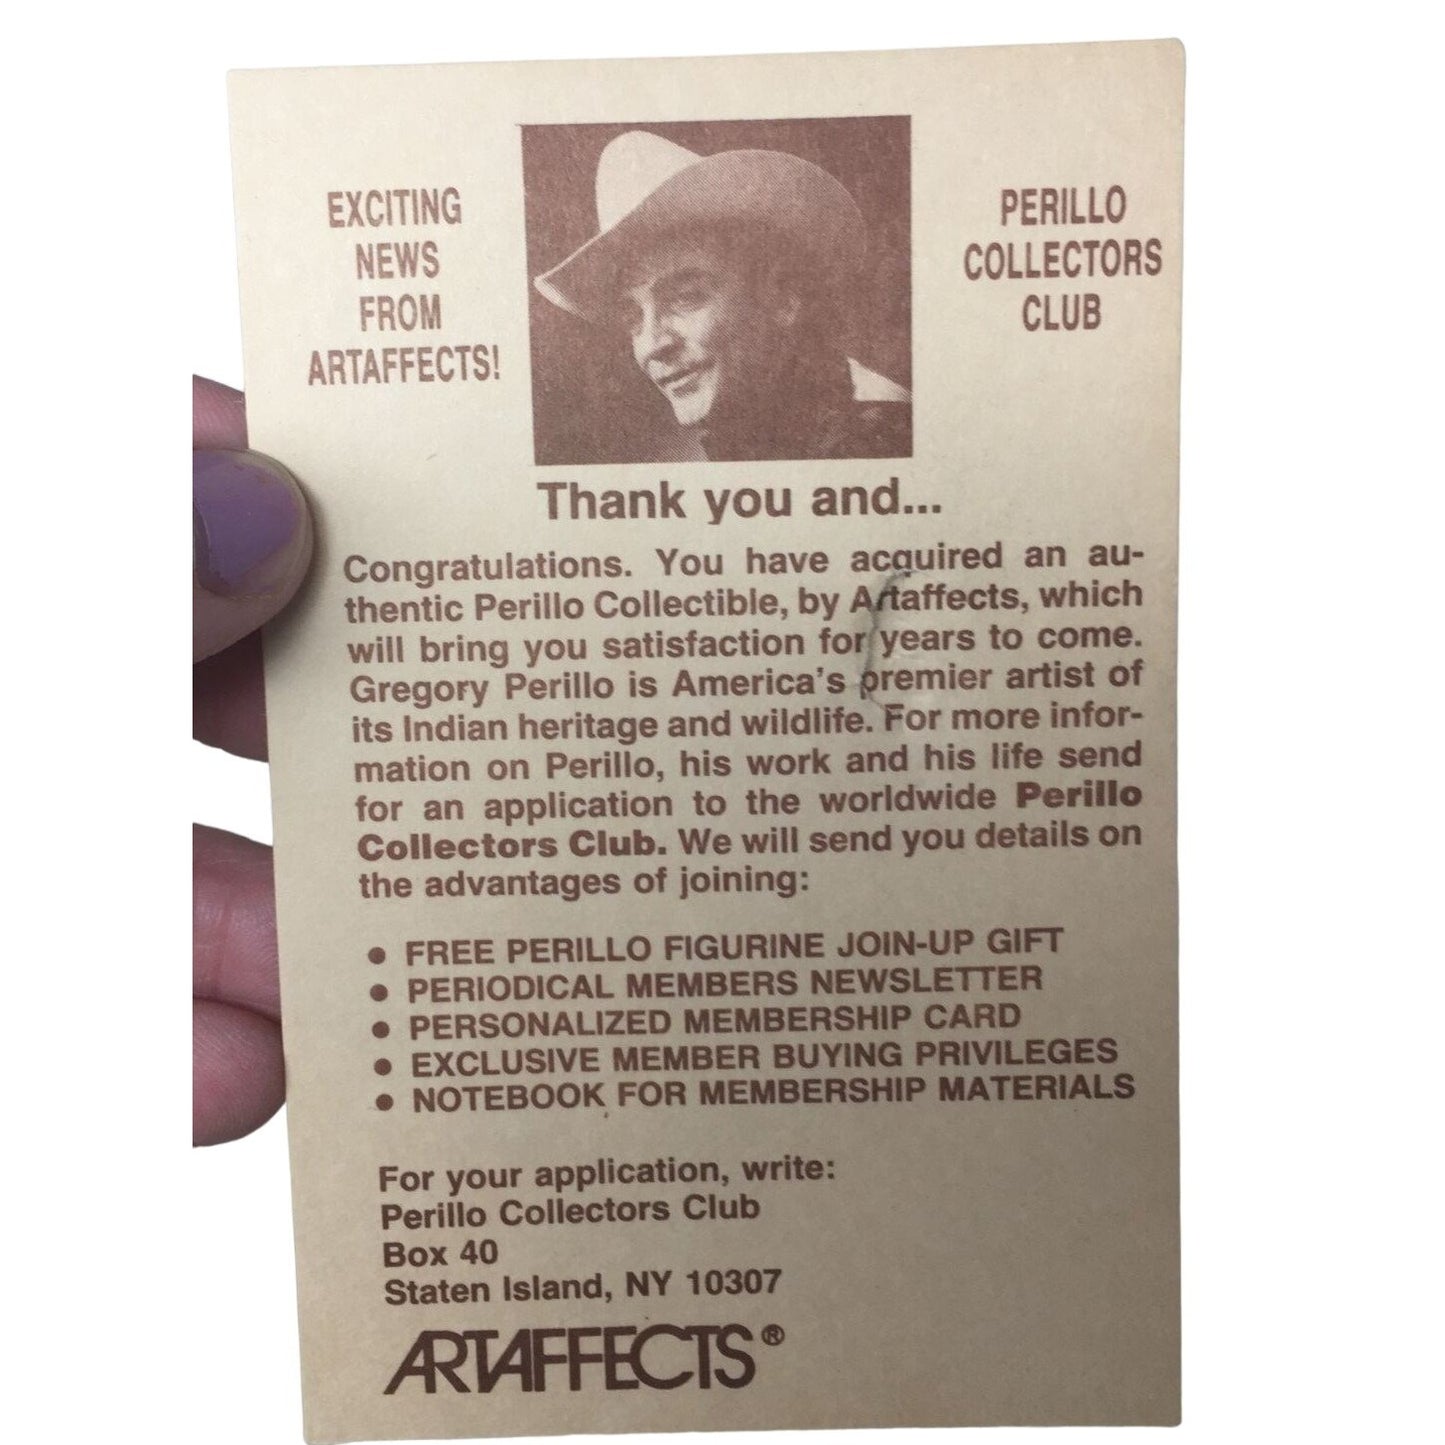 EXCITING
NEWS
FROM
ARTAFFECTS!
PERILLO
COLLECTORS
CLUB
Thank you and...
Congratulations. You have acquired an au-
thentic Perillo Collectible, by Artaffects, which
will bring you satisfaction for years to come.
Gregory Perillo is America's premier artist of
its Indian heritage and wildlife. For more infor-
mation on Perillo, his work and his life send
for an application to the worldwide Perillo
Collectors Club. We will send you details on
the advantages of joining:
● FREE PERILLO FIGURINE JOIN-UP GIFT
● PERIODICAL MEMBERS NEWSLETTER
● PERSONALIZED MEMBERSHIP CARD
● EXCLUSIVE MEMBER BUYING PRIVILEGES
● NOTEBOOK FOR MEMBERSHIP MATERIALS
For your application, write:
Perillo Collectors Club
Box 40
Staten Island, NY 10307
ARTAFFECTS®